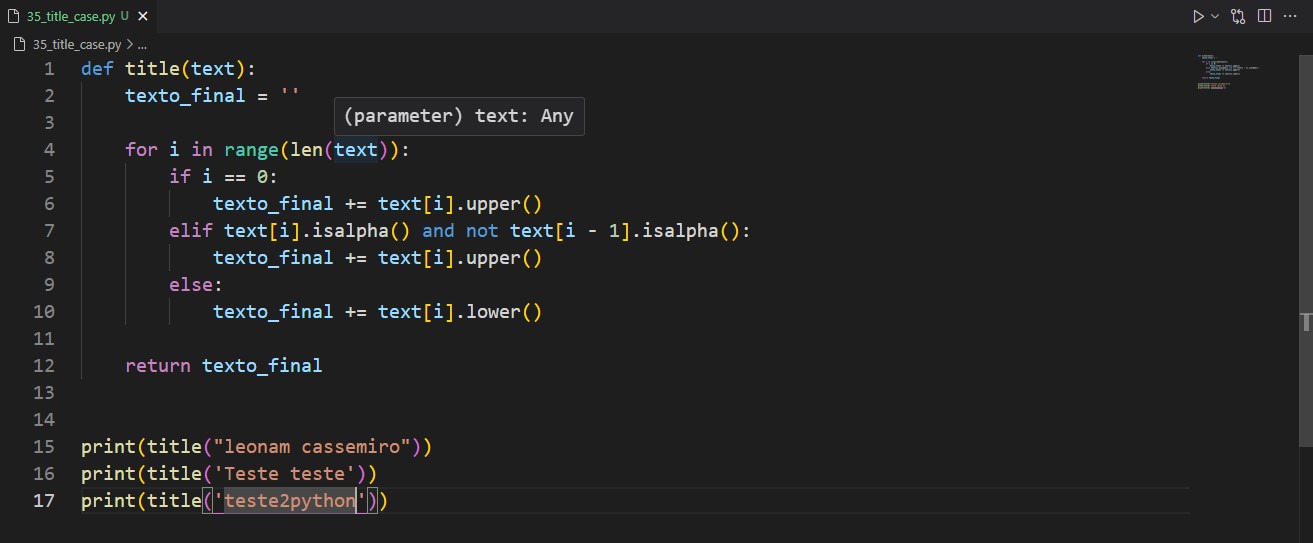 35_title_case.py U
35_title_case.py > ...
1 def title(text):
2     texto_final = ''
(parameter) text: Any
3
4     for i in range(len(text)):
5         if i == 0:
6             texto_final += text[i].upper()
7         elif text[i].isalpha() and not text[i - 1].isalpha():
8             texto_final += text[i].upper()
9         else:
10             texto_final += text[i].lower()
11
12     return texto_final
13
14
15 print(title("leonam cassemiro"))
16 print(title('Teste teste'))
17 print(title('teste2python'))